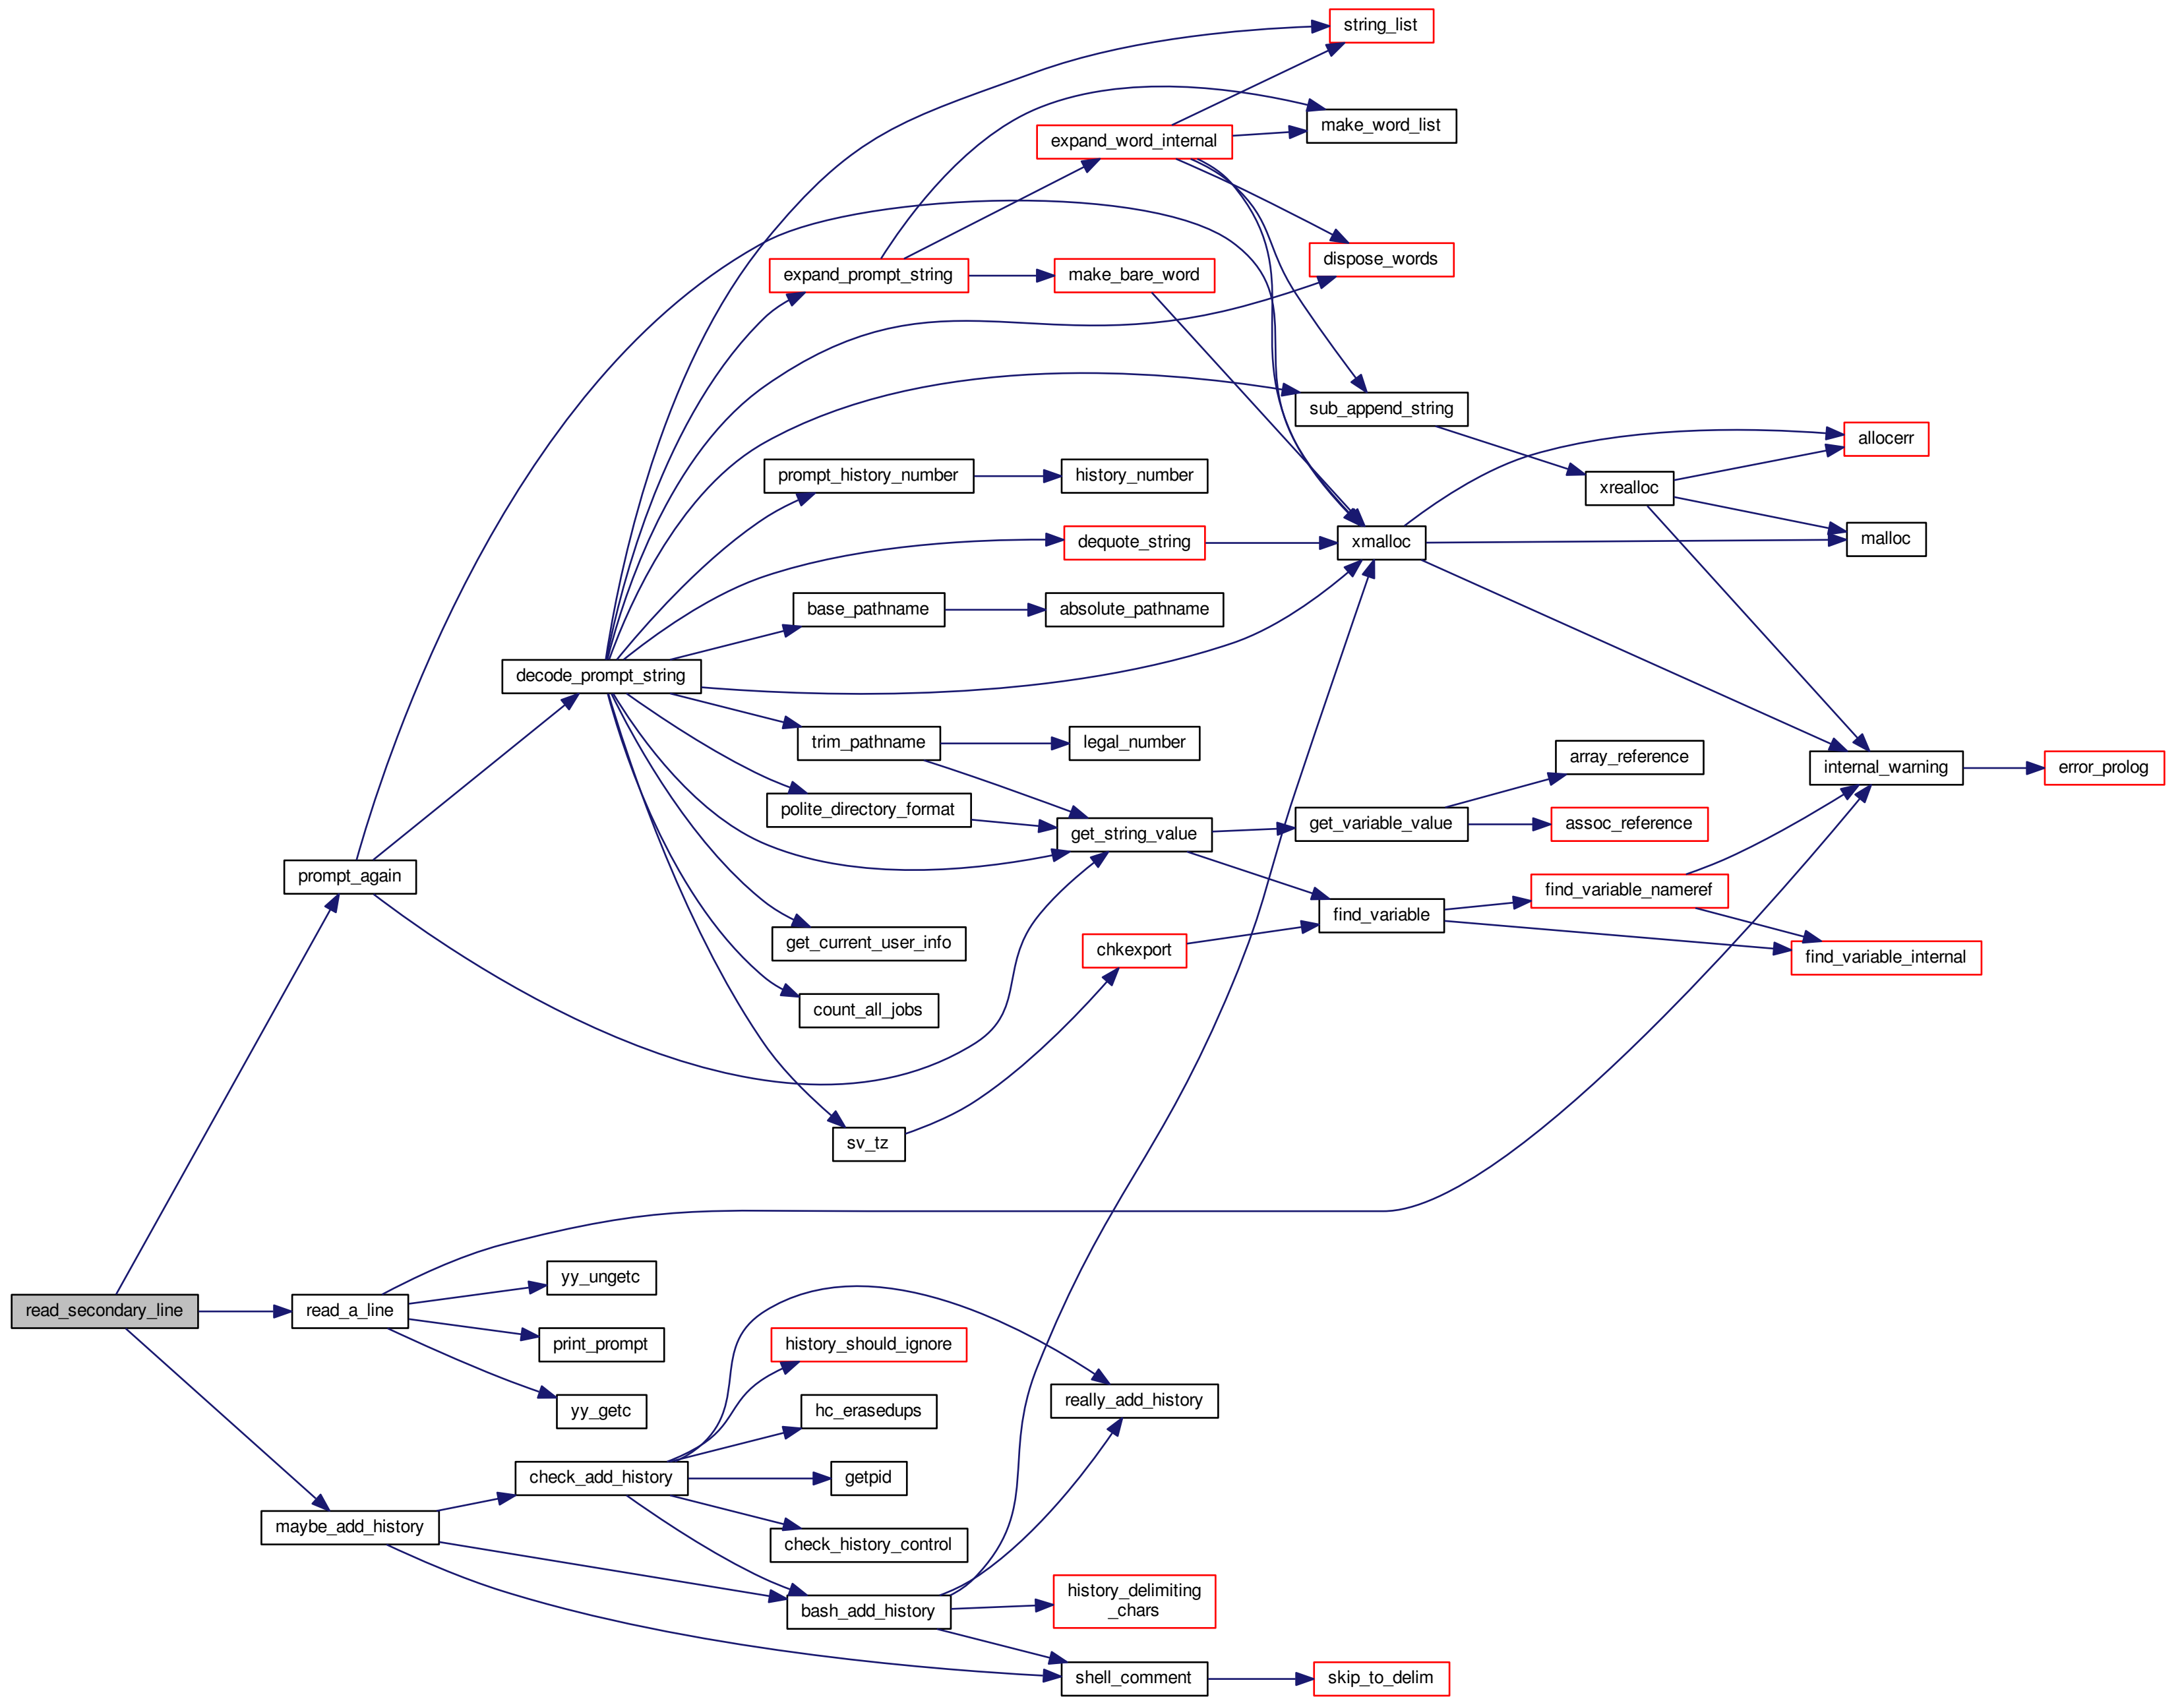 string_list
make_word_list
expand_word_internal
dispose_words
expand_prompt_string
make_bare_word
sub_append_string
allocerr
prompt_history_number
history_number
xrealloc
malloc
dequote_string
xmalloc
base_pathname
absolute_pathname
decode_prompt_string
trim_pathname
legal_number
array_reference
internal_warning
error_prolog
polite_directory_format
get_string_value
get_variable_value
assoc_reference
prompt_again
find_variable_nameref
find_variable
get_current_user_info
chkexport
find_variable_internal
count_all_jobs
sv_tz
yy_ungetc
read_secondary_line
read_a_line
print_prompt
history_should_ignore
yy_getc
hc_erasedups
really_add_history
check_add_history
getpid
maybe_add_history
check_history_control
bash_add_history
history_delimiting
_chars
shell_comment
skip_to_delim